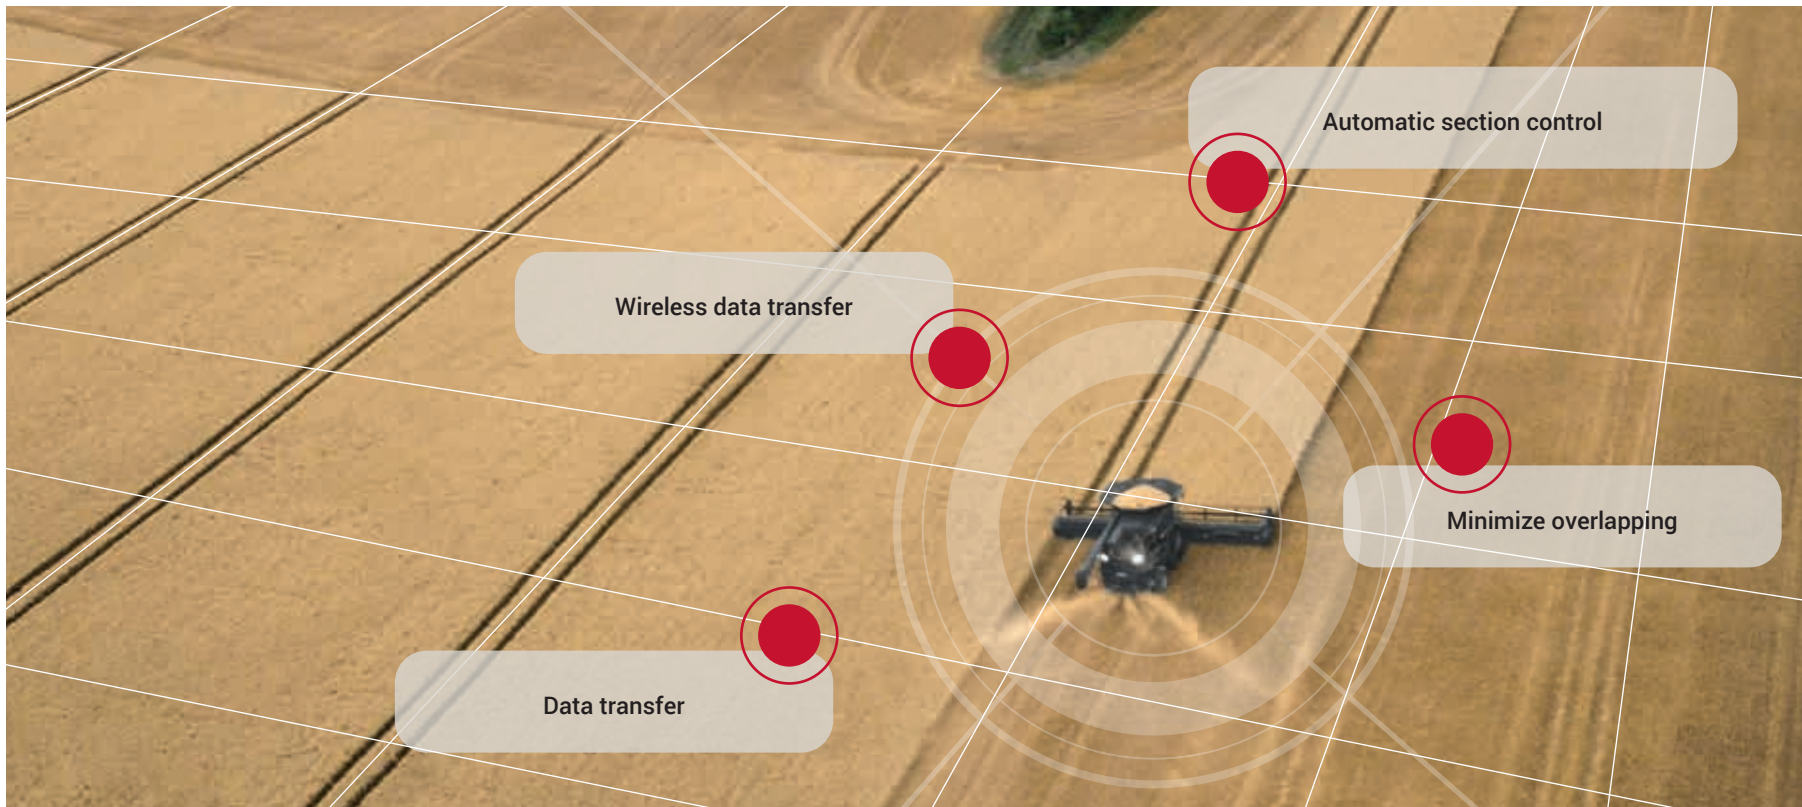 Automatic section control
Wireless data transfer
Minimize overlapping
Data transfer